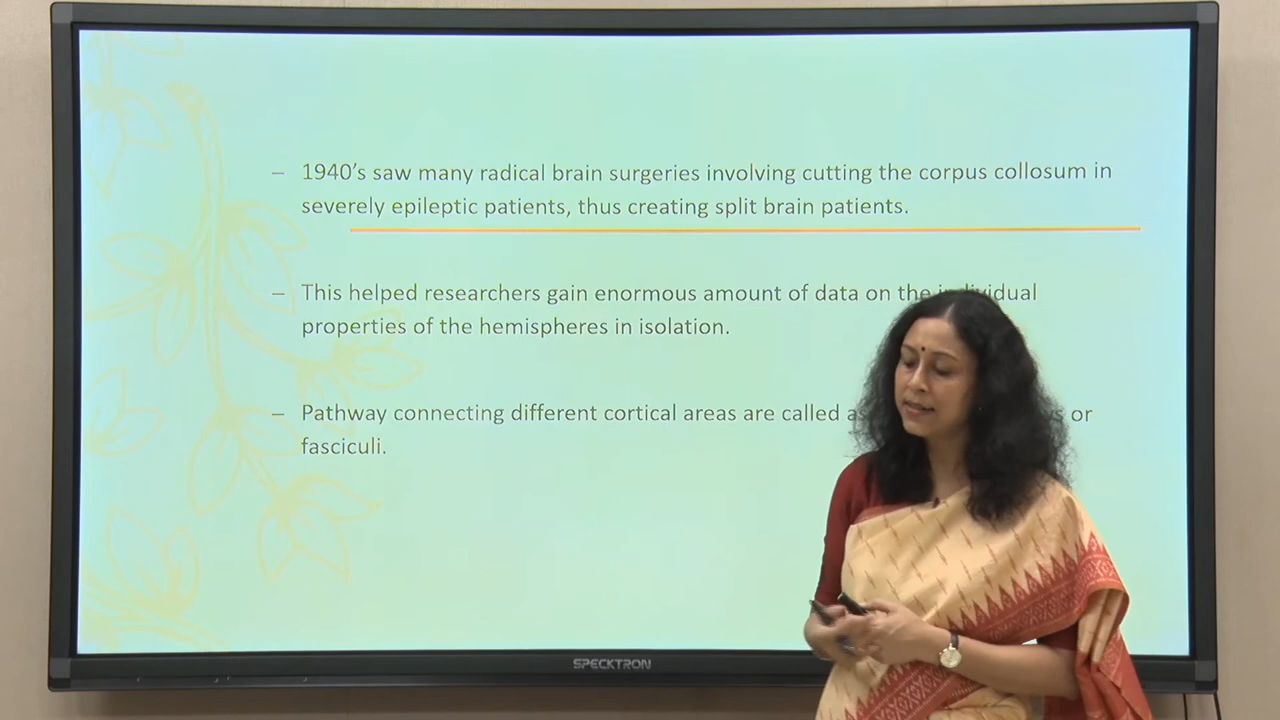 – 1940’s saw many radical brain surgeries involving cutting the corpus collosum in
severely epileptic patients, thus creating split brain patients.
– This helped researchers gain enormous amount of data on the
properties of the hemispheres in isolation.
– Pathway connecting different cortical areas are called or
fasciculi.
SPECKTRON